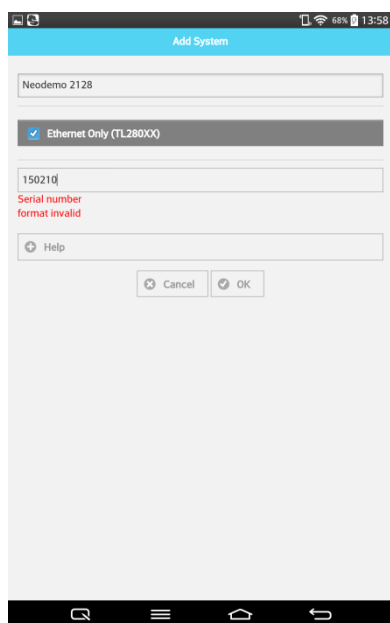 68% 13:58
Add System
Neodemo 2128
Ethernet Only (TL280XX)
150210
Serial number
format invalid
Help
Cancel OK